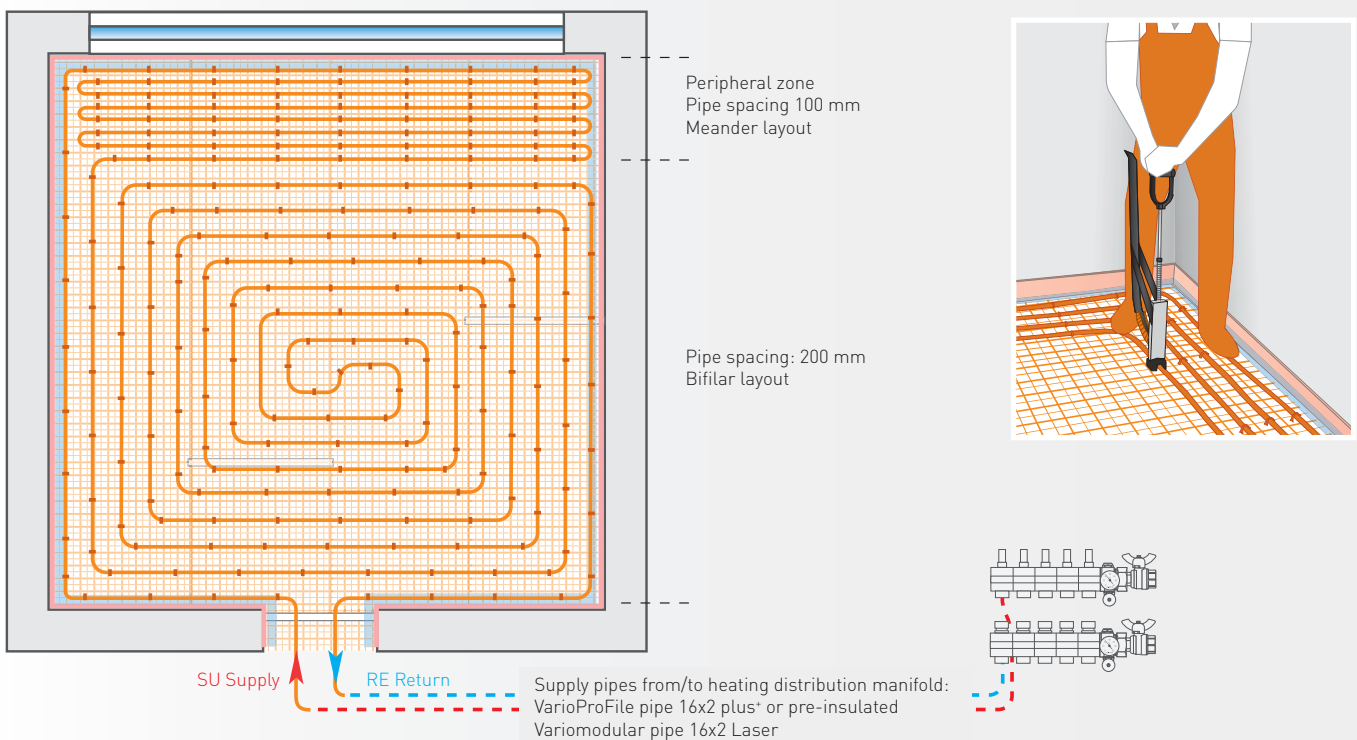 Peripheral zone
Pipe spacing 100 mm
Meander layout
Pipe spacing: 200 mm
Bifilar layout
SU Supply
RE Return
Supply pipes from/to heating distribution manifold:
VarioProFile pipe 16x2 plus⁺ or pre-insulated
Variomodular pipe 16x2 Laser